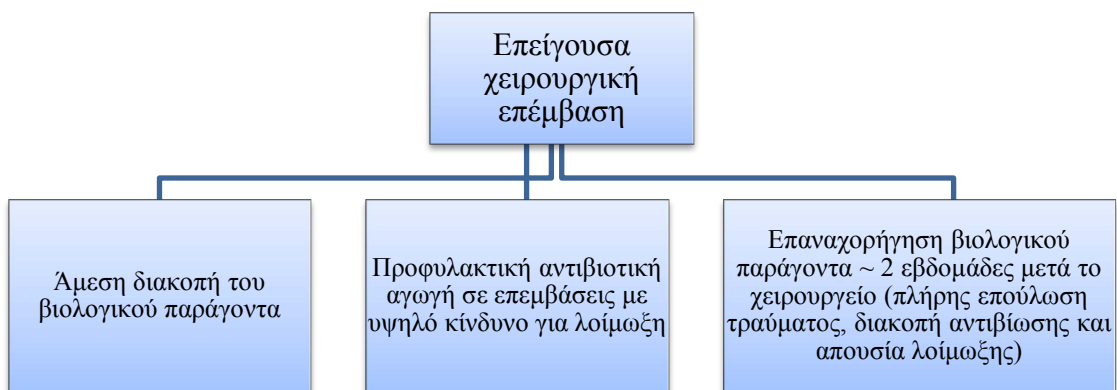 Επείγουσα
χειρουργική
επέμβαση
Άμεση διακοπή του
βιολογικού παράγοντα
Προφυλακτική αντιβιοτική
αγωγή σε επεμβάσεις με
υψηλό κίνδυνο για λοίμωξη
Επαναχορήγηση βιολογικού
παράγοντα ~ 2 εβδομάδες μετά το
χειρουργείο (πλήρης επούλωση
τραύματος, διακοπή αντιβίωσης και
απουσία λοίμωξης)